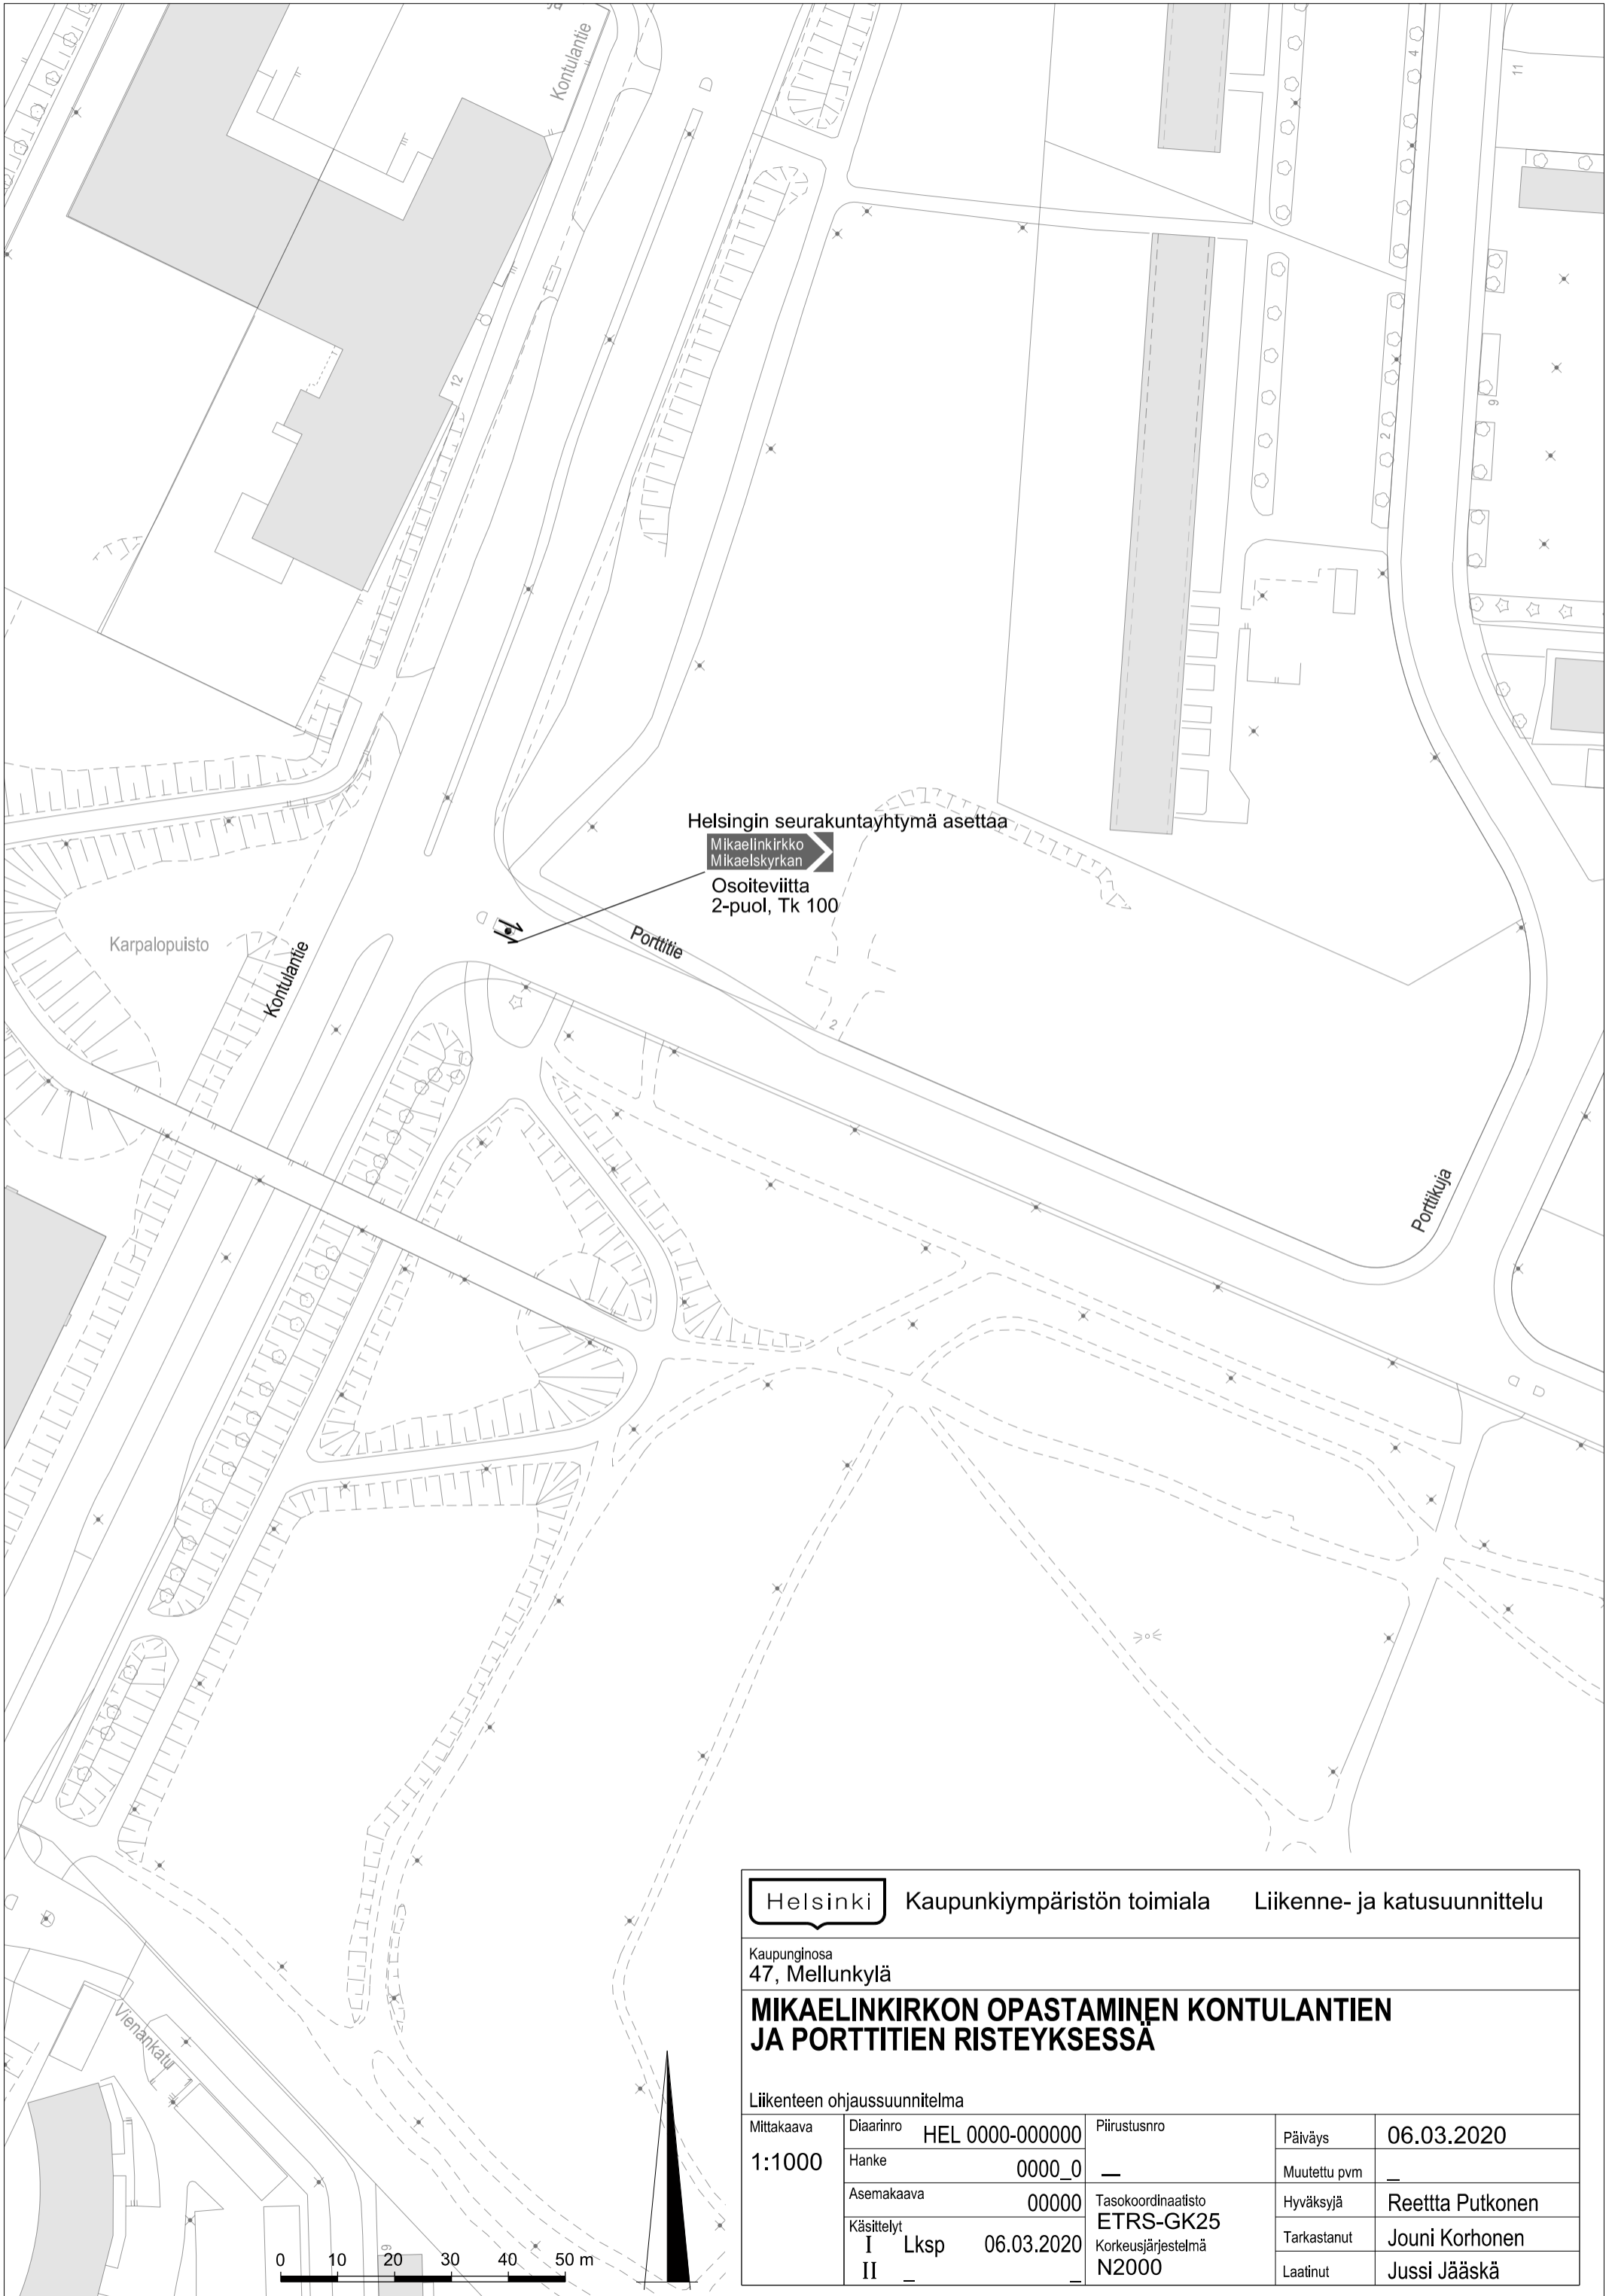 Kontulantie
4
11
12
9
2
Helsingin seurakuntayhtymä asettaa
Mikaelinkirkko
Mikaelskyrkan
Osoiteviitta
2-puol, Tk 100
Karpalopuisto
Kontulantie
Porttitie
2
Porttikuja
Vienankatu
0 10 20 30 40 50 m
Helsinki Kaupunkiympäristön toimiala Liikenne- ja katusuunnittelu
Kaupunginosa
47, Mellunkylä
MIKAELINKIRKON OPASTAMINEN KONTULANTIEN
JA PORTTITIEN RISTEYKSESSÄ
Liikenteen ohjaussuunnitelma
Mittakaava
1:1000
Diaarinro HEL 0000-000000
Hanke 0000_0
Asemakaava 00000
Käsittelyt
I Lksp 06.03.2020
II _ _
Piirustusnro
—
Tasokoordinaatisto
ETRS-GK25
Korkeusjärjestelmä
N2000
Päiväys 06.03.2020
Muutettu pvm _
Hyväksyjä Reettta Putkonen
Tarkastanut Jouni Korhonen
Laatinut Jussi Jääskä